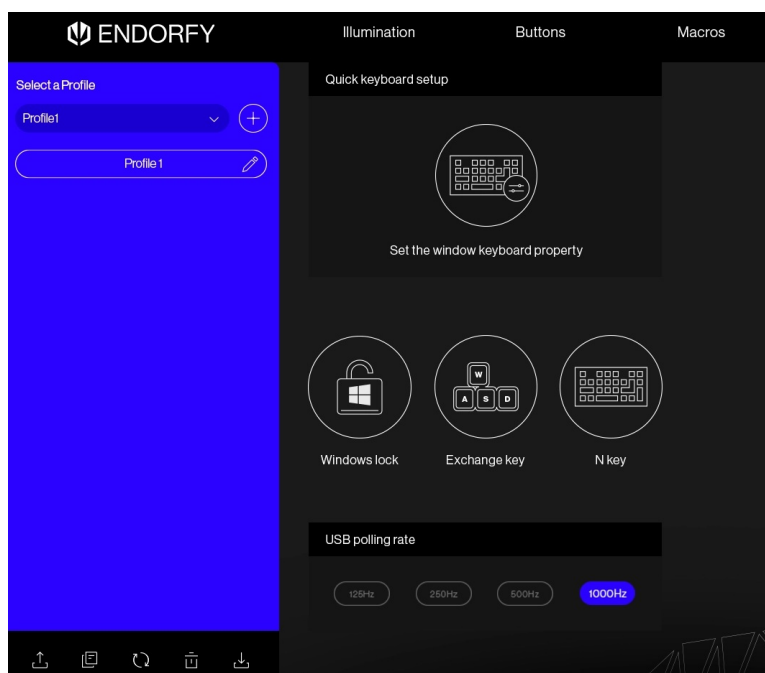 ENDORFY
Illumination
Buttons
Macros
Select a Profile
Profile1
Profile 1
Quick keyboard setup
Set the window keyboard property
W
A S D
Windows lock
Exchange key
N key
USB polling rate
125Hz
250Hz
500Hz
1000Hz